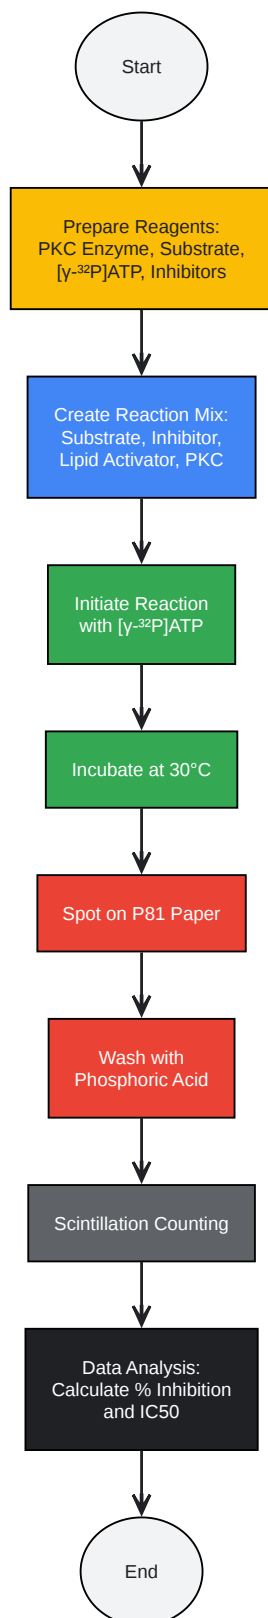 Start
Prepare Reagents:
PKC Enzyme, Substrate,
[γ-³²P]ATP, Inhibitors
Create Reaction Mix:
Substrate, Inhibitor,
Lipid Activator, PKC
Initiate Reaction
with [γ-³²P]ATP
Incubate at 30°C
Spot on P81 Paper
Wash with
Phosphoric Acid
Scintillation Counting
Data Analysis:
Calculate % Inhibition
and IC50
End